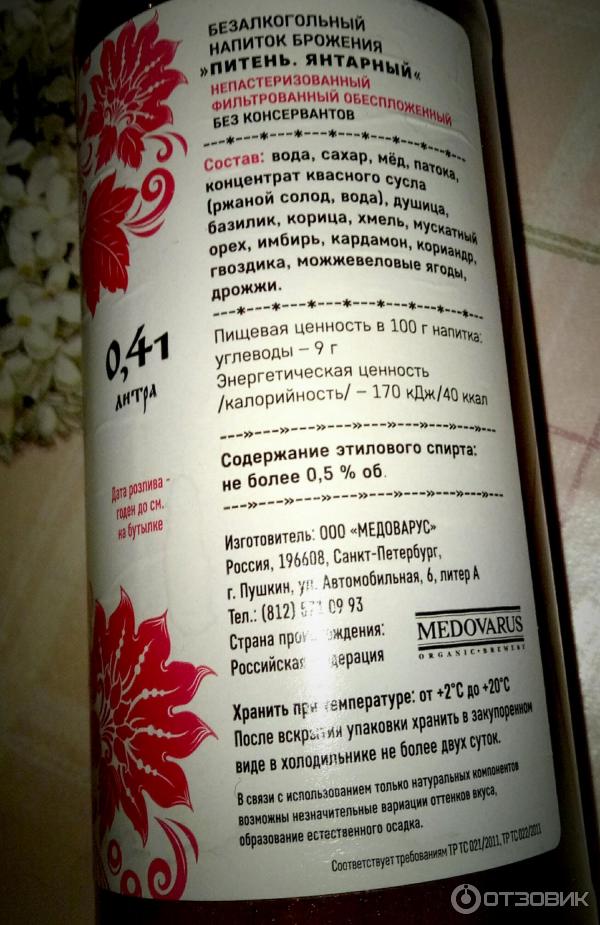 БЕЗАЛКОГОЛЬНЫЙ
НАПИТОК БРОЖЕНИЯ
»ПИТЕНЬ. ЯНТАРНЫЙ«
НЕПАСТЕРИЗОВАННЫЙ
ФИЛЬТРОВАННЫЙ ОБЕСПЛОЖЕННЫЙ
БЕЗ КОНСЕРВАНТОВ
Состав: вода, сахар, мёд, патока,
концентрат квасного сусла
(ржаной солод, вода), душица,
базилик, корица, хмель, мускатный
орех, имбирь, кардамон, кориандр,
гвоздика, можжевеловые ягоды,
дрожжи.
0,41
литра
Пищевая ценность в 100 г напитка:
углеводы – 9 г
Энергетическая ценность
/калорийность/ – 170 кДж/40 ккал
Содержание этилового спирта:
не более 0,5 % об.
Дата розлива -
годен до см.
на бутылке
Изготовитель: ООО «МЕДОВАРУС»
Россия, 196608, Санкт-Петербург,
г. Пушкин, ул. Автомобильная, 6, литер А
Тел.: (812) 09 93
Страна происхождения:
Российская Федерация
MEDOVARUS
ORGANIC•BREWERY
Хранить при температуре: от +2°С до +20°С
После вскрытия упаковки хранить в закупоренном
виде в холодильнике не более двух суток.
В связи с использованием только натуральных компонентов
возможны незначительные вариации оттенков вкуса,
образование естественного осадка.
Соответствует требованиям ТР ТС 021/2011, ТР ТС 022/2011
ОТЗОВИК